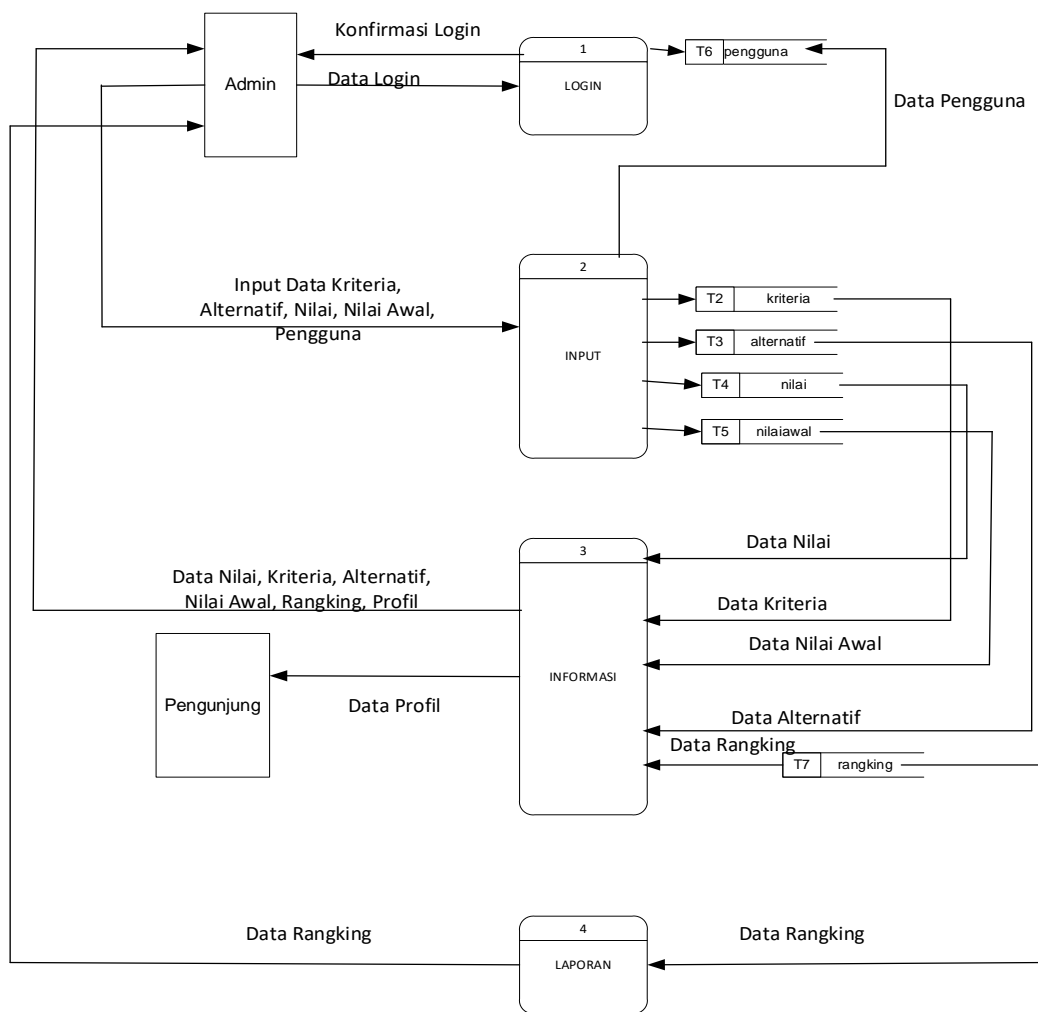 Konfirmasi Login
1
T6 pengguna
Admin
Data Login
LOGIN
Data Pengguna
2
Input Data Kriteria,
Alternatif, Nilai, Nilai Awal,
Pengguna
T2 kriteria
T3 alternatif
INPUT
T4 nilai
T5 nilaiawal
3
Data Nilai
Data Nilai, Kriteria, Alternatif,
Nilai Awal, Rangking, Profil
Data Kriteria
Data Nilai Awal
INFORMASI
Pengunjung
Data Profil
Data Alternatif
Data Rangking
T7 rangking
4
Data Rangking
Data Rangking
LAPORAN